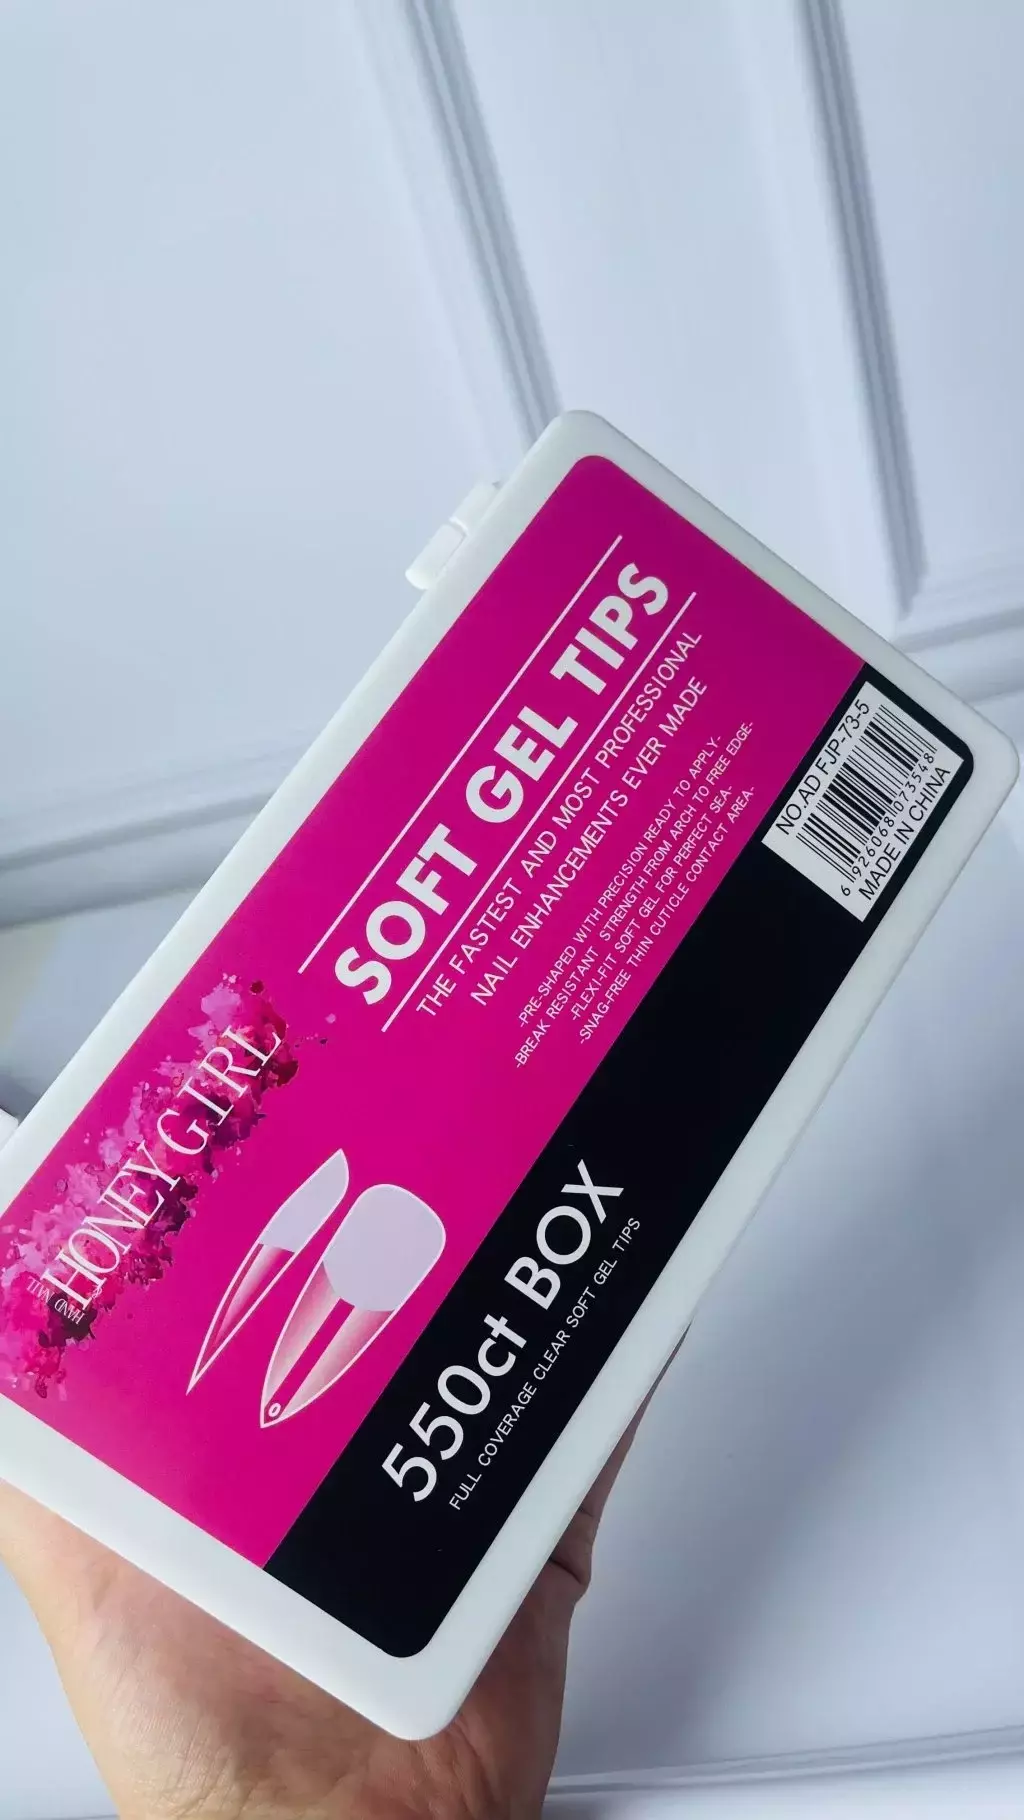 HAND NAIL
HONEY GIRL
SOFT GEL TIPS
THE FASTEST AND MOST PROFESSIONAL
NAIL ENHANCEMENTS EVER MADE
-PRE-SHAPED WITH PRECISION READY TO APPLY-
-BREAK RESISTANT STRENGTH FROM ARCH TO FREE EDGE-
-FLEXI-FIT SOFT GEL FOR PERFECT SEA-
-SNAG-FREE THIN CUTICLE CONTACT AREA-
550ct BOX
FULL COVERAGE CLEAR SOFT GEL TIPS
NO.AD FJP-73-5
6 926068 073548
MADE IN CHINA